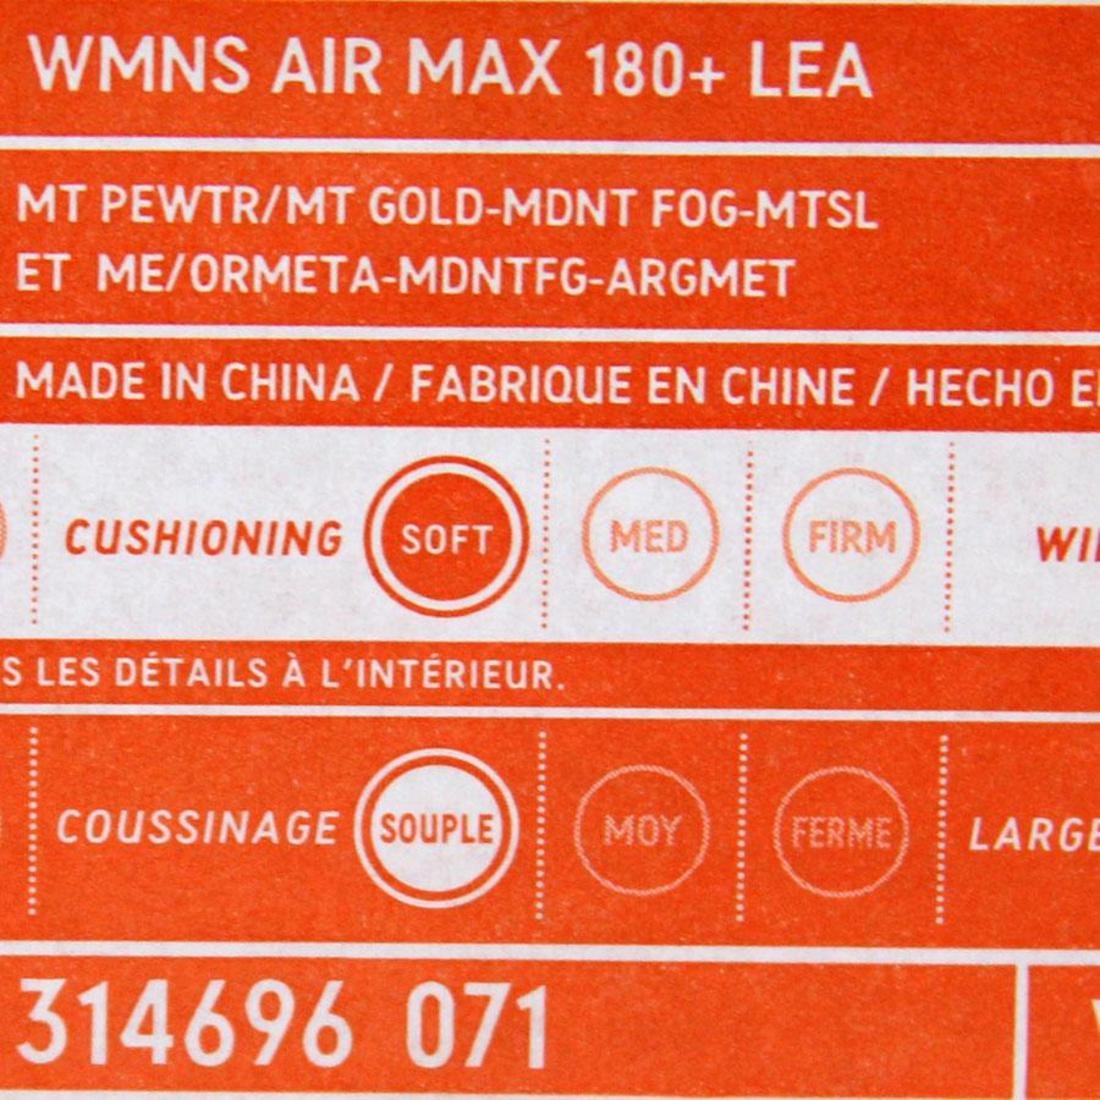 WMNS AIR MAX 180+ LEA
MT PEWTR/MT GOLD-MDNT FOG-MTSL
ET ME/ORMETA-MDNTFG-ARGMET
MADE IN CHINA / FABRIQUE EN CHINE / HECHO
CUSHIONING SOFT MED FIRM
LES DÉTAILS À L'INTÉRIEUR.
COUSSINAGE SOUPLE MOY FERME LARGE
314696 071